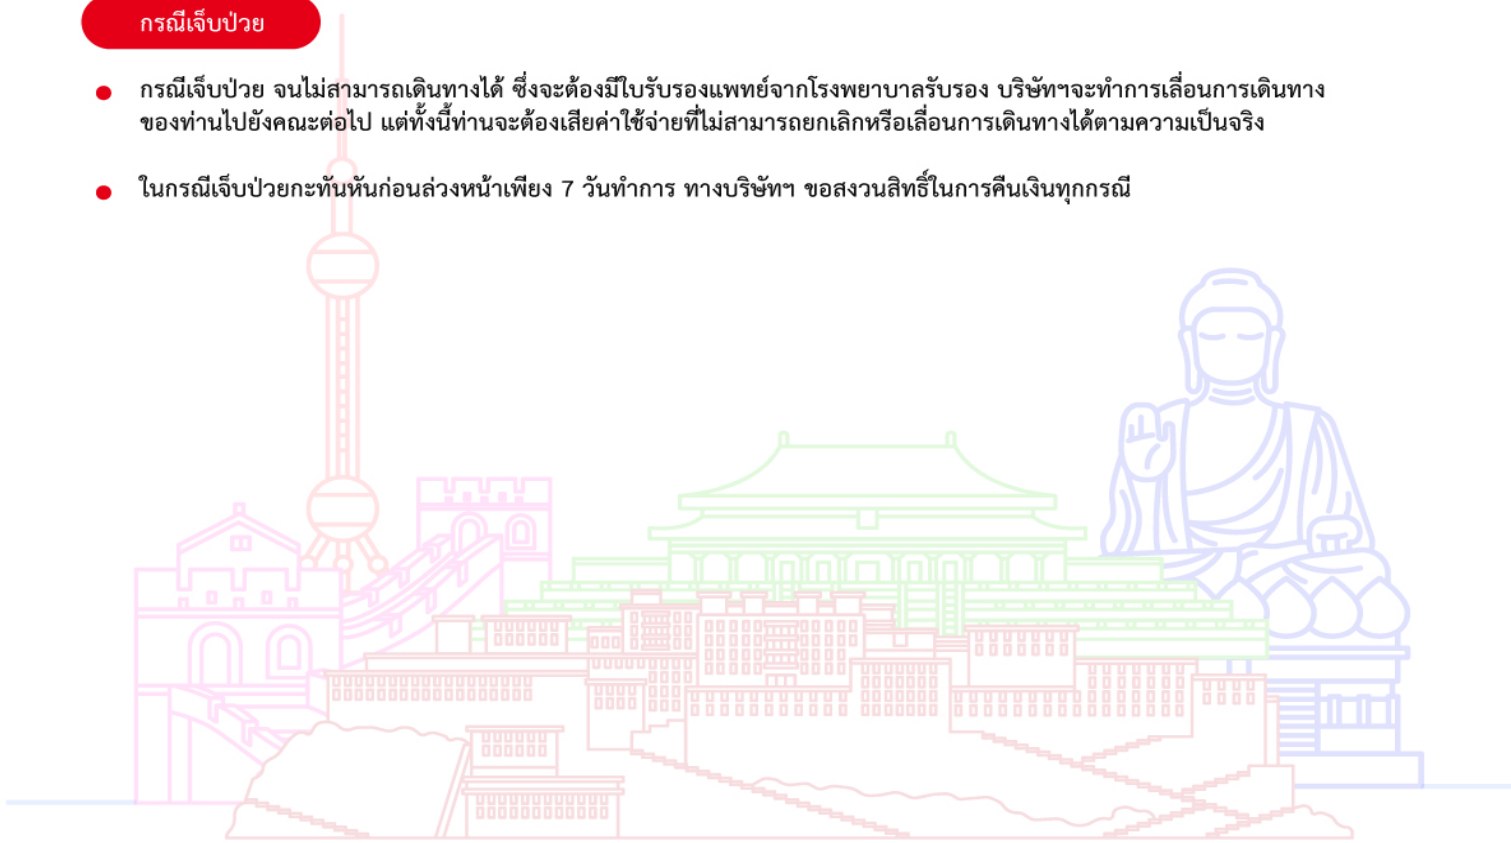 กรณีเจ็บป่วย
กรณีเจ็บป่วย จนไม่สามารถเดินทางได้ ซึ่งจะต้องมีใบรับรองแพทย์จากโรงพยาบาลรับรอง บริษัทฯจะทำการเลื่อนการเดินทาง
ของท่านไปยังคณะต่อไป แต่ทั้งนี้ท่านจะต้องเสียค่าใช้จ่ายที่ไม่สามารถยกเลิกหรือเลื่อนการเดินทางได้ตามความเป็นจริง
ในกรณีเจ็บป่วยกะทันหันก่อนล่วงหน้าเพียง 7 วันทำการ ทางบริษัทฯ ขอสงวนสิทธิ์ในการคืนเงินทุกกรณี